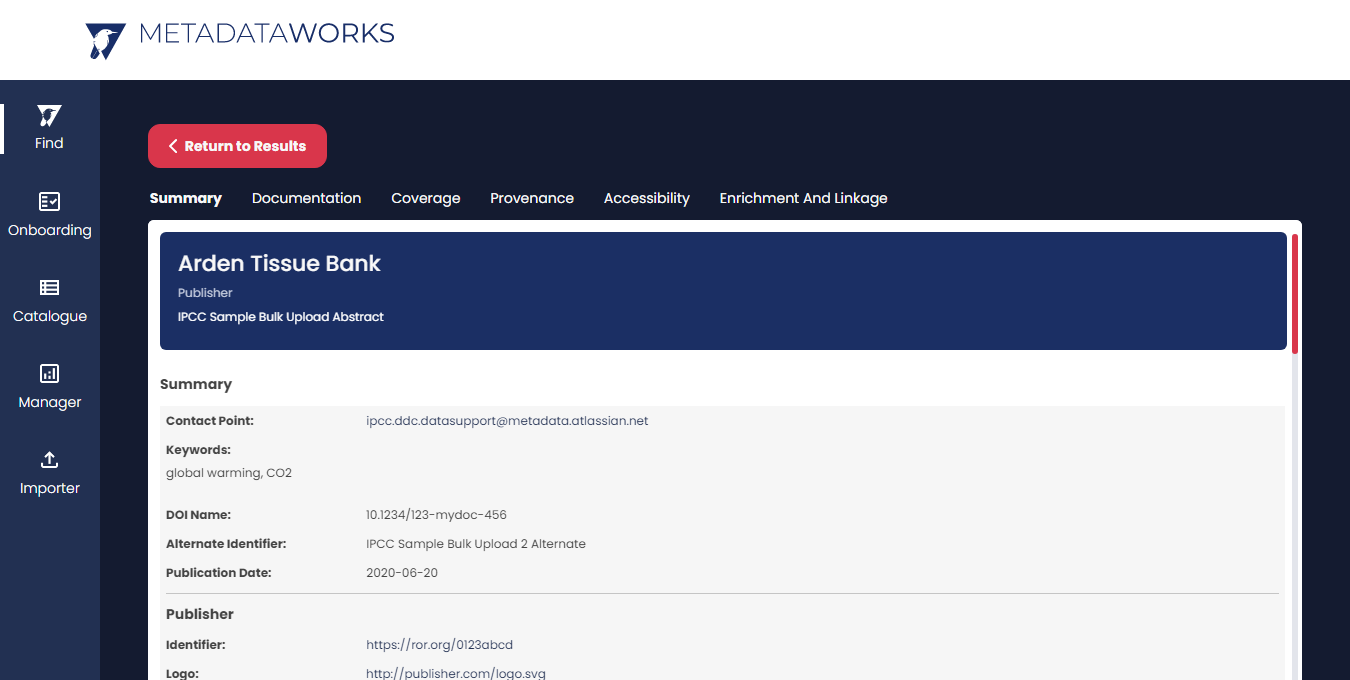 METADATAWORKS
Find
Onboarding
Catalogue
Manager
Importer
Return to Results
Summary Documentation Coverage Provenance Accessibility Enrichment And Linkage
Arden Tissue Bank
Publisher
IPCC Sample Bulk Upload Abstract
Summary
Contact Point: ipcc.ddc.datasupport@metadata.atlassian.net
Keywords:
global warming, CO2
DOI Name: 10.1234/123-mydoc-456
Alternate Identifier: IPCC Sample Bulk Upload 2 Alternate
Publication Date: 2020-06-20
Publisher
Identifier: https://ror.org/0123abcd
Logo: http://publisher.com/logo.svg